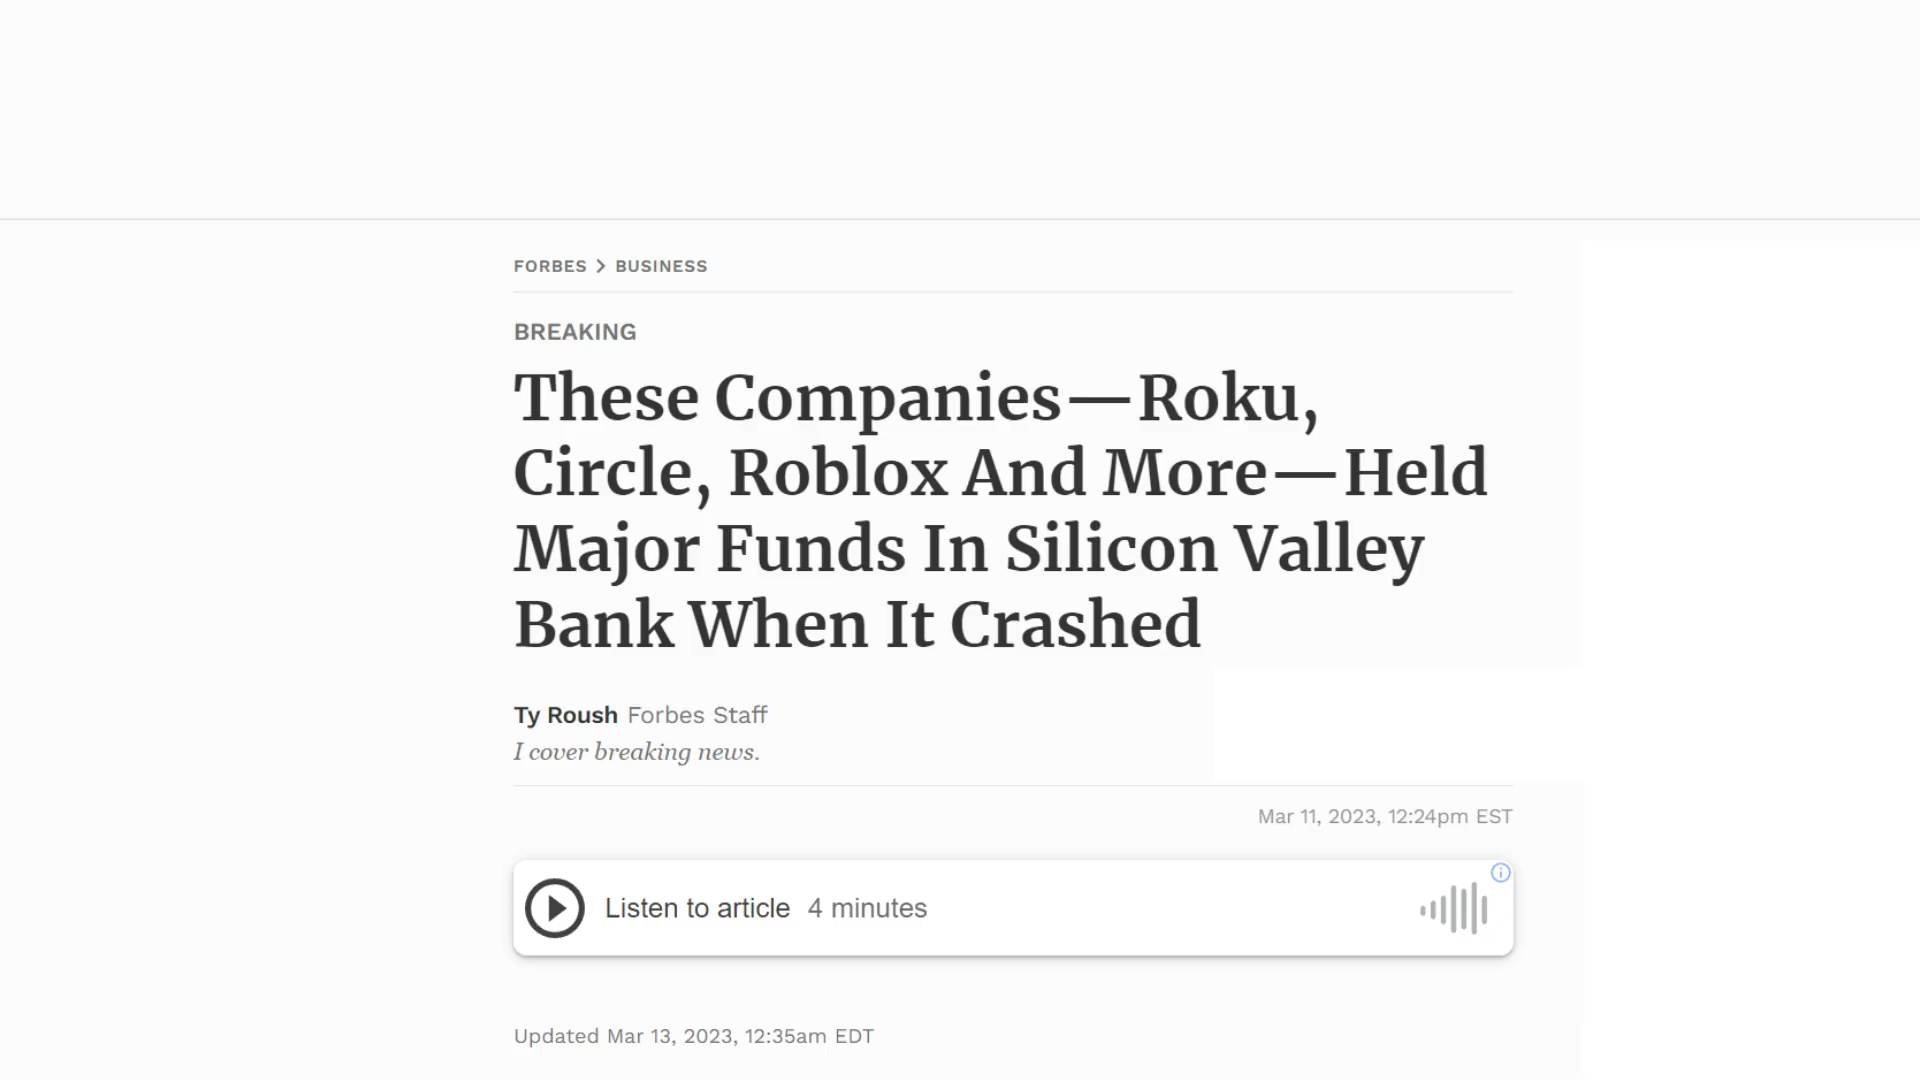 FORBES > BUSINESS
BREAKING
These Companies—Roku,
Circle, Roblox And More—Held
Major Funds In Silicon Valley
Bank When It Crashed
Ty Roush Forbes Staff
I cover breaking news.
Mar 11, 2023, 12:24pm EST
Listen to article 4 minutes
Updated Mar 13, 2023, 12:35am EDT